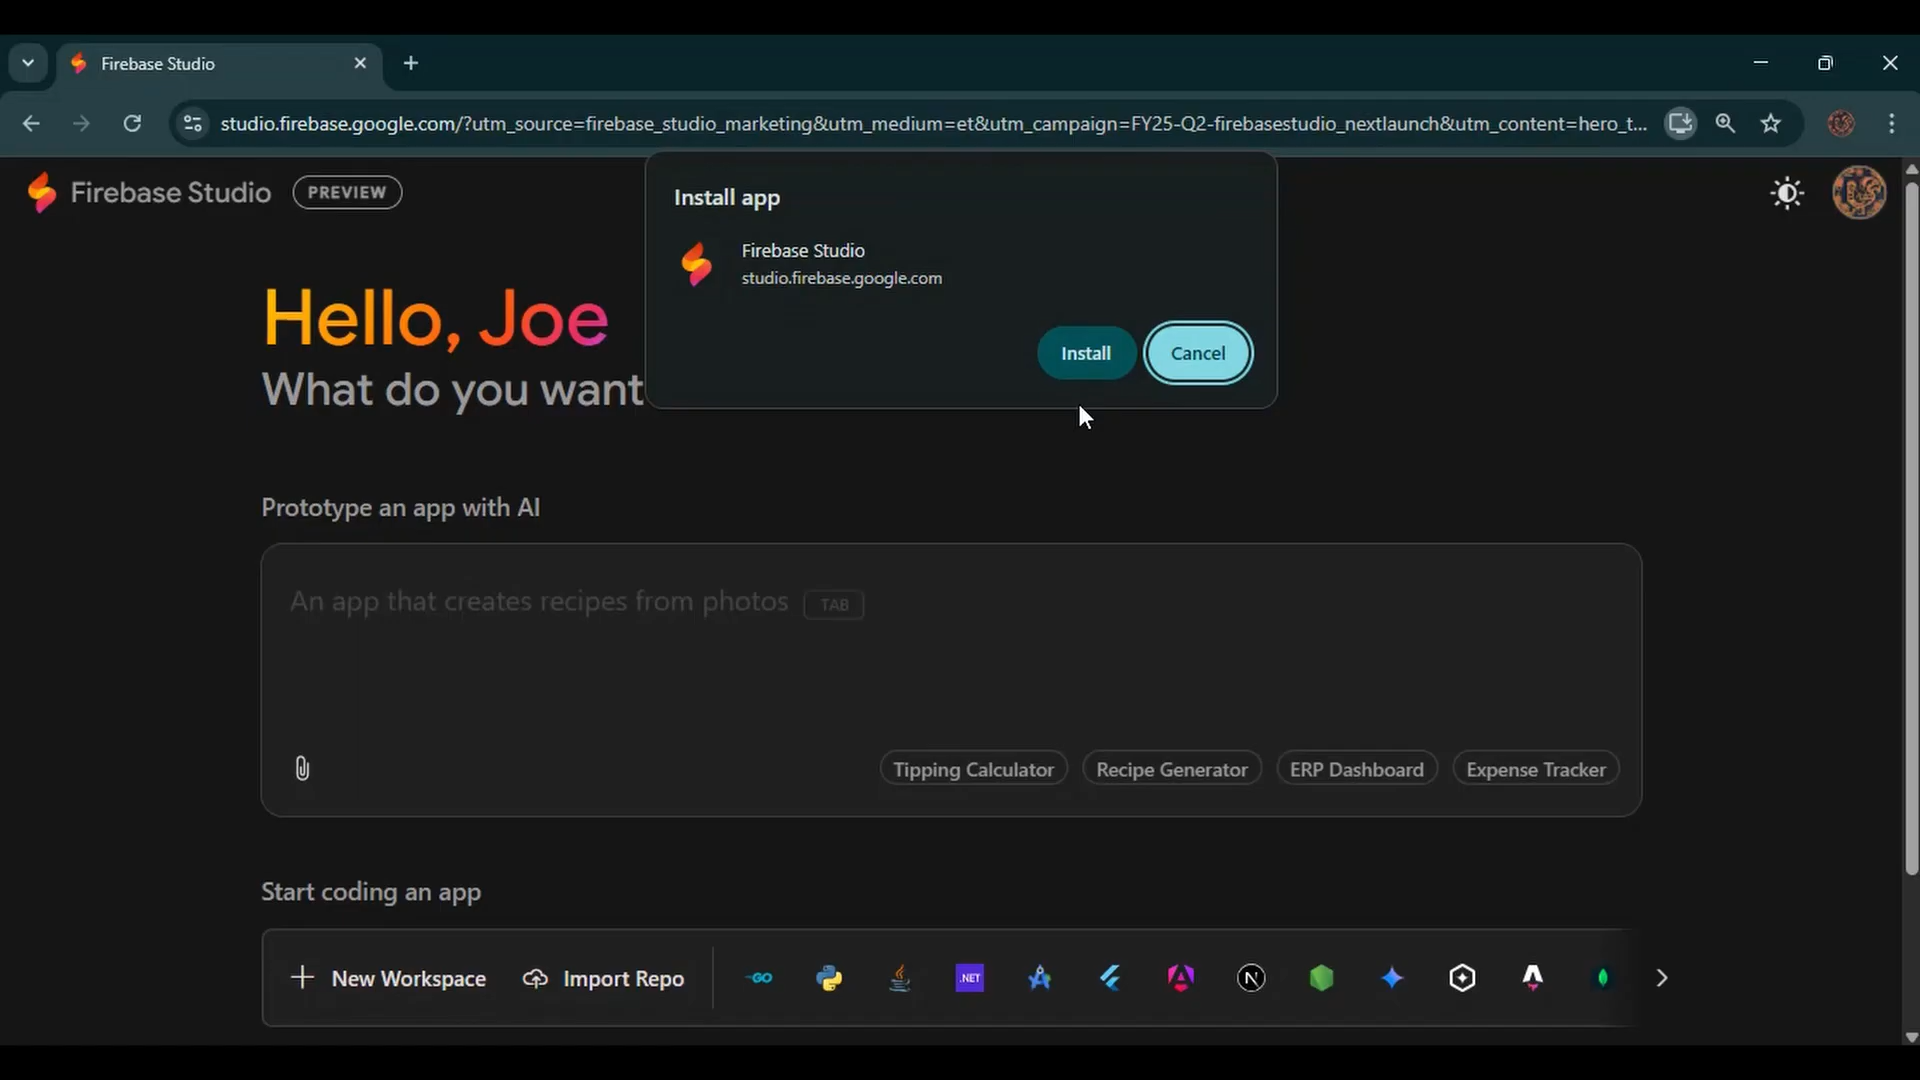 Firebase Studio
studio.firebase.google.com/?utm_source=firebase_studio_marketing&utm_medium=et&utm_campaign=FY25-Q2-firebasestudio_nextlaunch&utm_content=hero_t...
Firebase Studio PREVIEW
Install app
Firebase Studio
studio.firebase.google.com
Install Cancel
Hello, Joe
What do you want
Prototype an app with AI
An app that creates recipes from photos TAB
Tipping Calculator Recipe Generator ERP Dashboard Expense Tracker
Start coding an app
New Workspace Import Repo GO .NET N